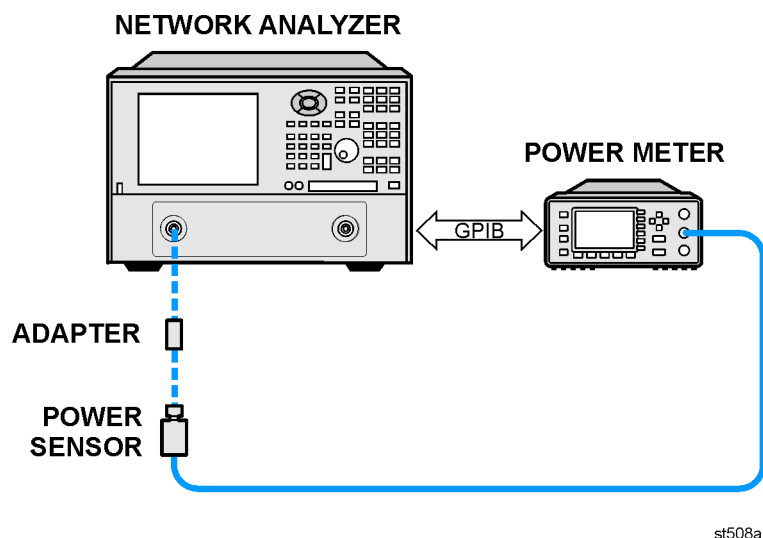 NETWORK ANALYZER
POWER METER
GPIB
ADAPTER
POWER
SENSOR
st508a